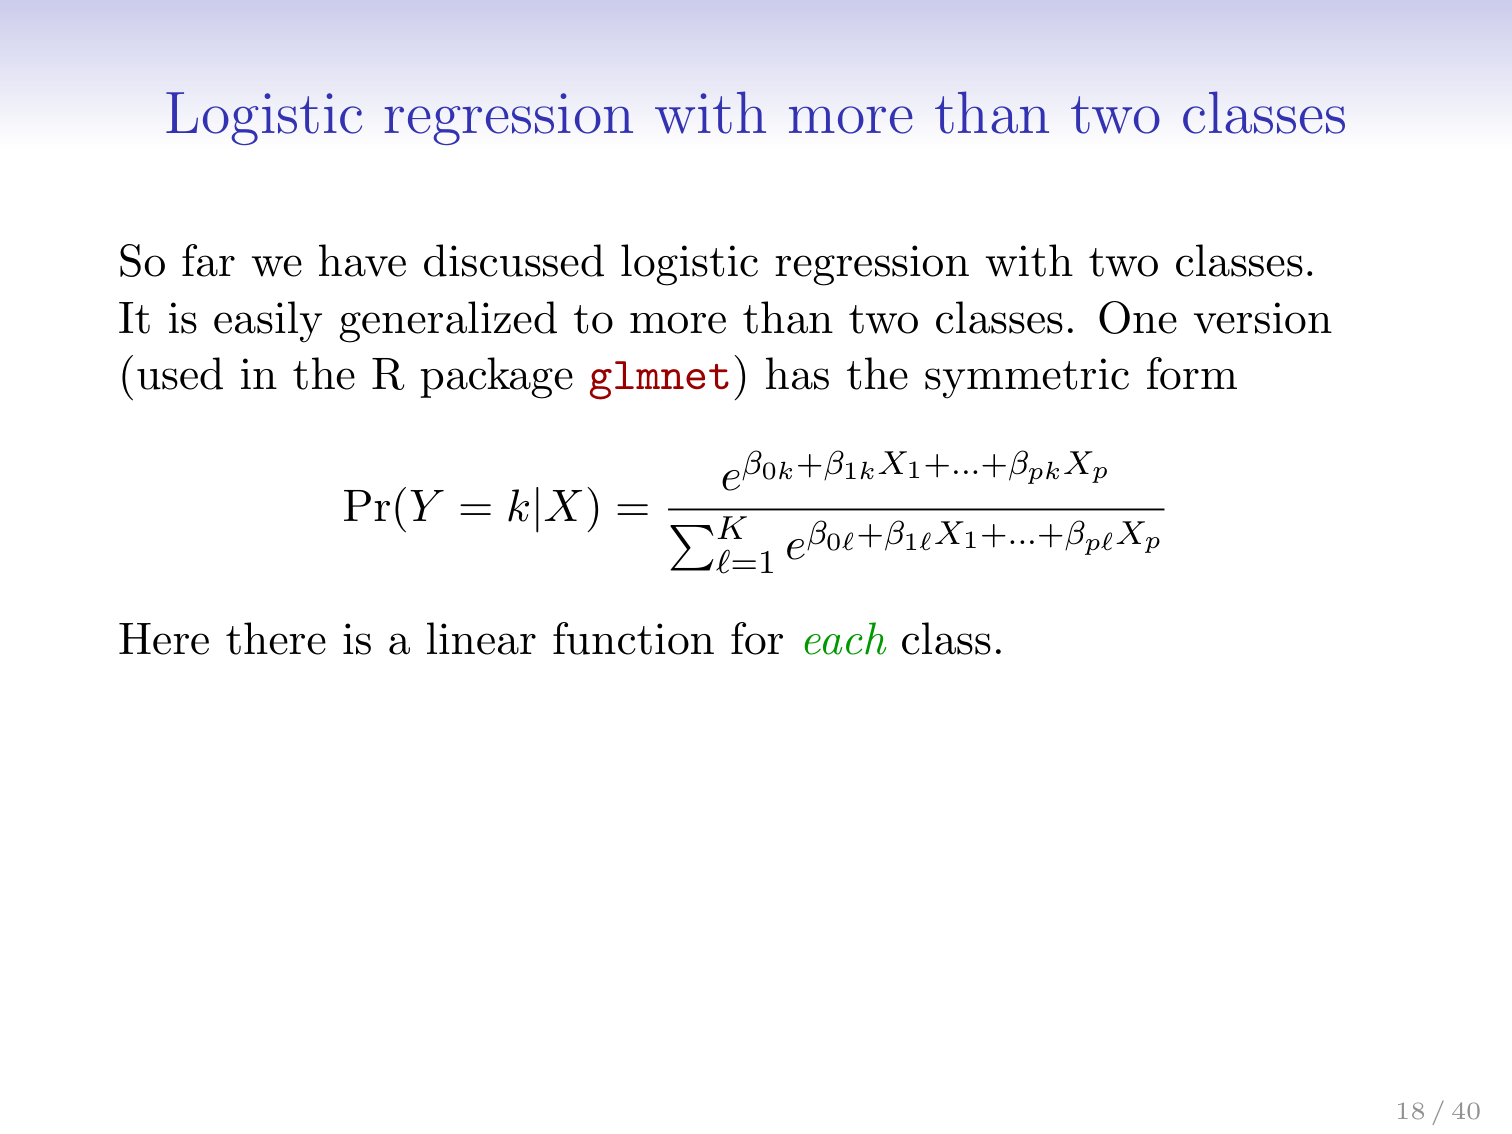 Logistic regression with more than two classes
So far we have discussed logistic regression with two classes.
It is easily generalized to more than two classes. One version
(used in the R package glmnet) has the symmetric form
Pr(Y = k|X) = \frac{e^{β_{0k}+β_{1k}X_1+...+β_{pk}X_p}}{\sum_{ℓ=1}^{K} e^{β_{0ℓ}+β_{1ℓ}X_1+...+β_{pℓ}X_p}}
Here there is a linear function for each class.
18 / 40